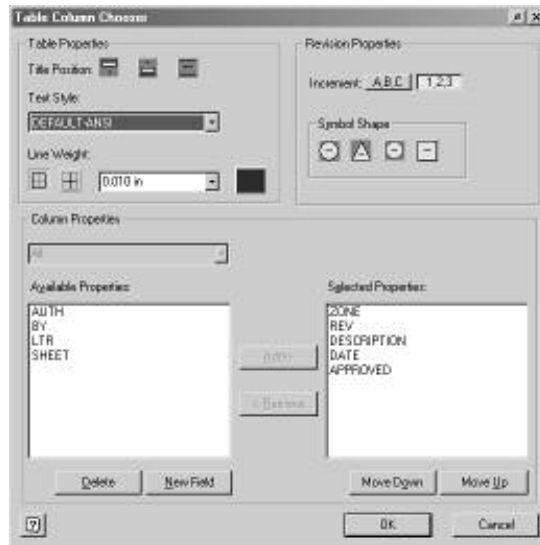 Table Column Chooser
Table Properties
Title Position:
Text Style:
DEFAULT-ANSI
Line Weight:
0.010 in
Revision Properties
Increment: A,B,C 1,2,3
Symbol Shape
Column Properties
All
Available Properties:
AUTH
BY
LTR
SHEET
Add >
< Remove
Selected Properties:
ZONE
REV
DESCRIPTION
DATE
APPROVED
Delete
New Field
Move Down
Move Up
OK
Cancel